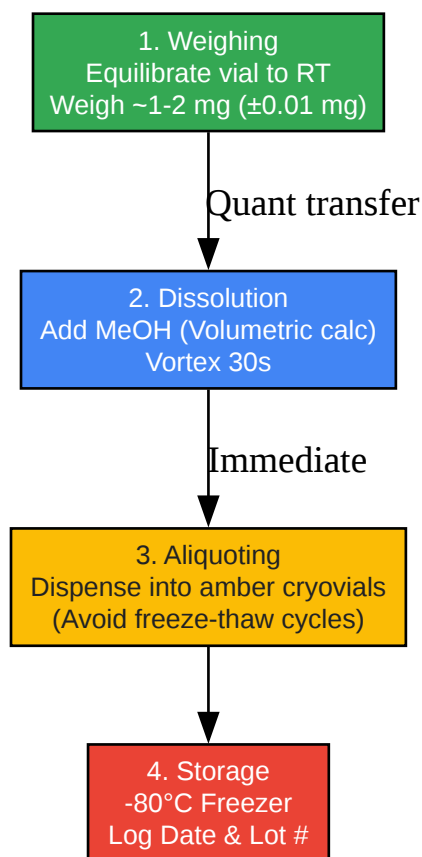 1. Weighing
Equilibrate vial to RT
Weigh ~1-2 mg (±0.01 mg)
Quant transfer
2. Dissolution
Add MeOH (Volumetric calc)
Vortex 30s
Immediate
3. Aliquoting
Dispense into amber cryovials
(Avoid freeze-thaw cycles)
4. Storage
-80°C Freezer
Log Date & Lot #